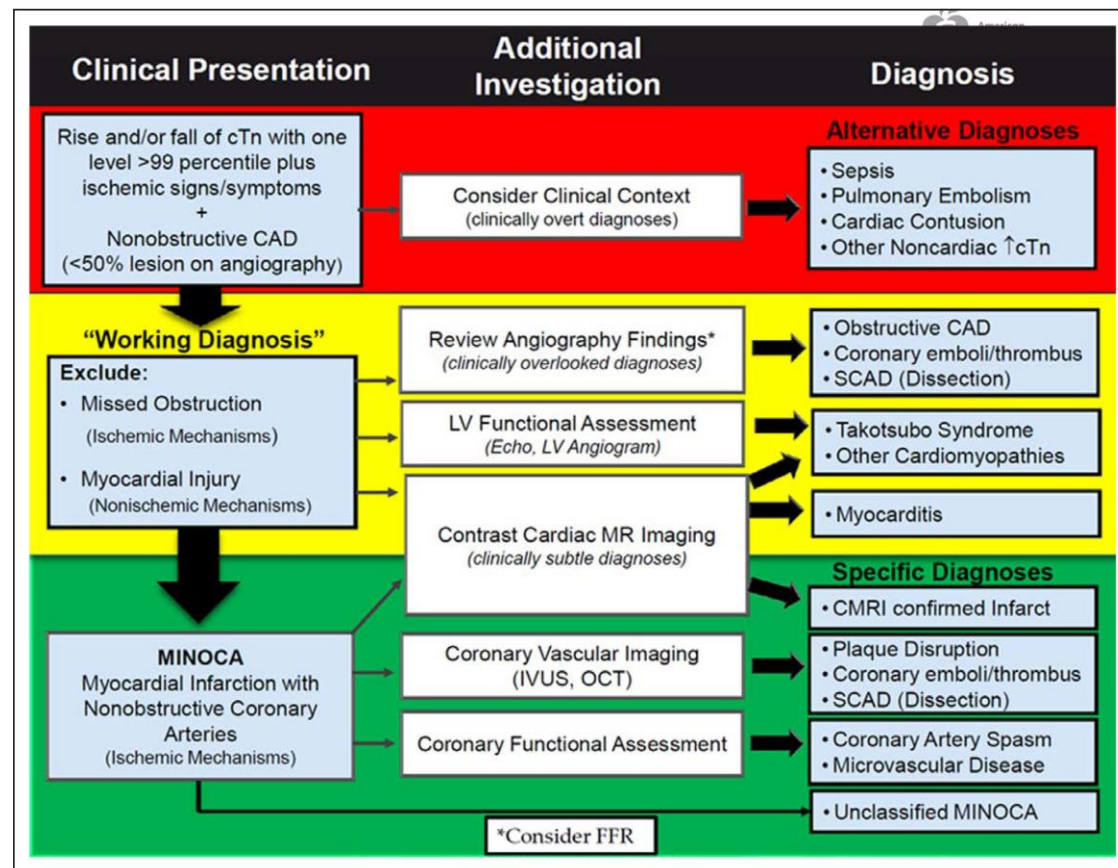 American
Clinical Presentation
Additional
Investigation
Diagnosis
Rise and/or fall of cTn with one
level >99 percentile plus
ischemic signs/symptoms
+
Nonobstructive CAD
(<50% lesion on angiography)
Consider Clinical Context
(clinically overt diagnoses)
Alternative Diagnoses
• Sepsis
• Pulmonary Embolism
• Cardiac Contusion
• Other Noncardiac ↑cTn
“Working Diagnosis”
Exclude:
• Missed Obstruction
(Ischemic Mechanisms)
• Myocardial Injury
(Nonischemic Mechanisms)
Review Angiography Findings*
(clinically overlooked diagnoses)
• Obstructive CAD
• Coronary emboli/thrombus
• SCAD (Dissection)
LV Functional Assessment
(Echo, LV Angiogram)
• Takotsubo Syndrome
• Other Cardiomyopathies
Contrast Cardiac MR Imaging
(clinically subtle diagnoses)
• Myocarditis
Specific Diagnoses
• CMRI confirmed Infarct
MINOCA
Myocardial Infarction with
Nonobstructive Coronary
Arteries
(Ischemic Mechanisms)
Coronary Vascular Imaging
(IVUS, OCT)
• Plaque Disruption
• Coronary emboli/thrombus
• SCAD (Dissection)
Coronary Functional Assessment
• Coronary Artery Spasm
• Microvascular Disease
• Unclassified MINOCA
*Consider FFR